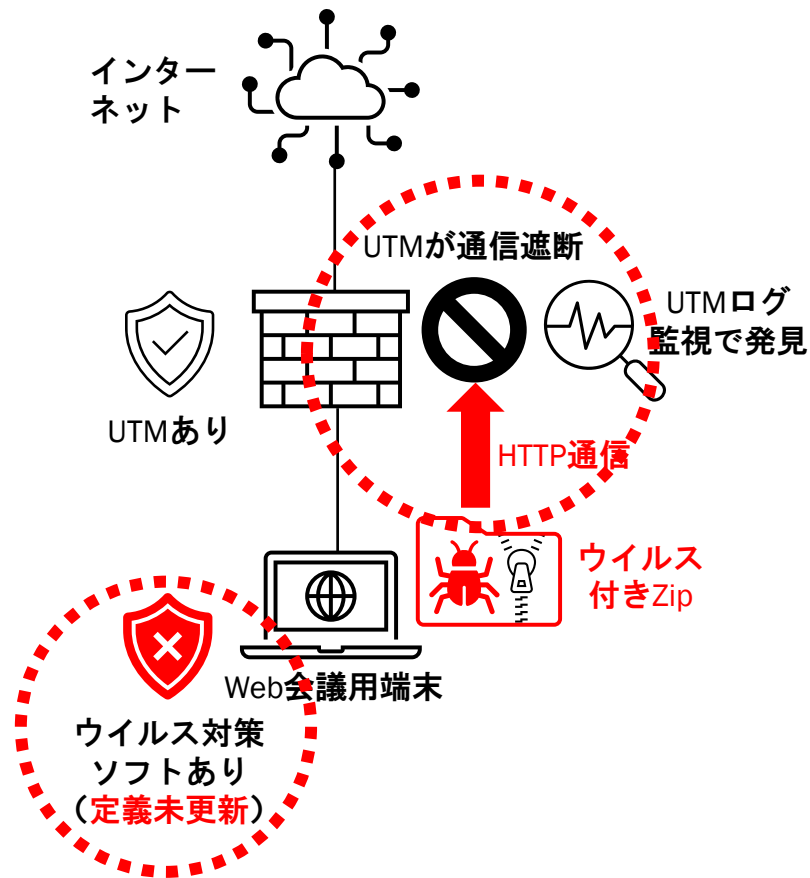 インター
ネット
UTMが通信遮断
UTMログ
監視で発見
UTMあり
HTTP通信
ウイルス
付きZip
Web会議用端末
ウイルス対策
ソフトあり
（定義未更新）